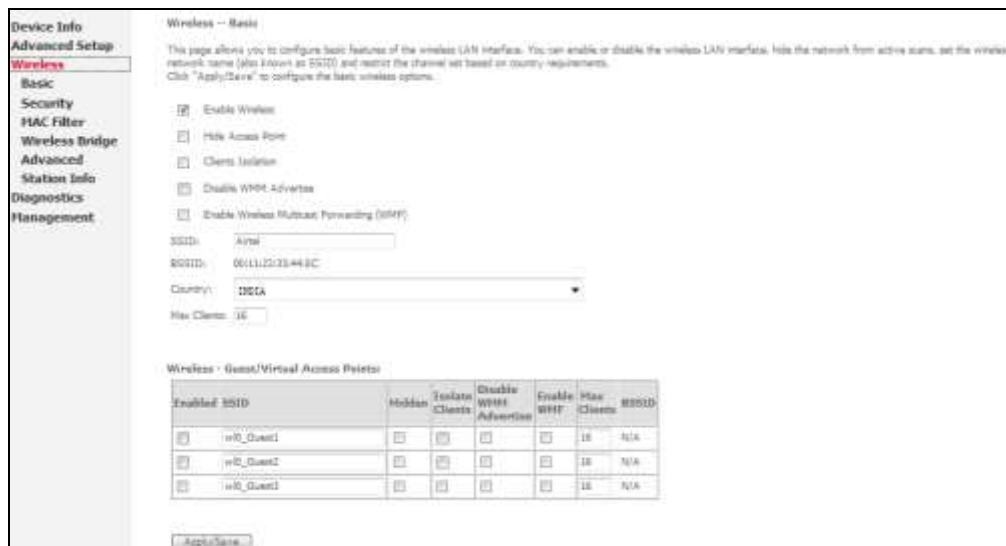 Device Info
Advanced Setup
Wireless
Basic
Security
MAC Filter
Wireless Bridge
Advanced
Station Info
Diagnostics
Management
Wireless -- Basic
This page allows you to configure basic features of the wireless LAN interface. You can enable or disable the wireless LAN interface, hide the network from active scans, set the wireless
network name (also known as SSID) and restrict the channel set based on country requirements.
Click "Apply/Save" to configure the basic wireless options.
Enable Wireless
Hide Access Point
Clients Isolation
Disable WMM Advertise
Enable Wireless Multicast Forwarding (WMF)
SSID: Airtel
BSSID:
Country: INDIA
Max Clients: 16
Wireless - Guest/Virtual Access Points:
Enabled SSID Hidden Isolate Clients Disable WMM Advertise Enable WMF Max Clients BSSID
wl0_Guest1 16 N/A
wl0_Guest2 16 N/A
wl0_Guest3 16 N/A
Apply/Save